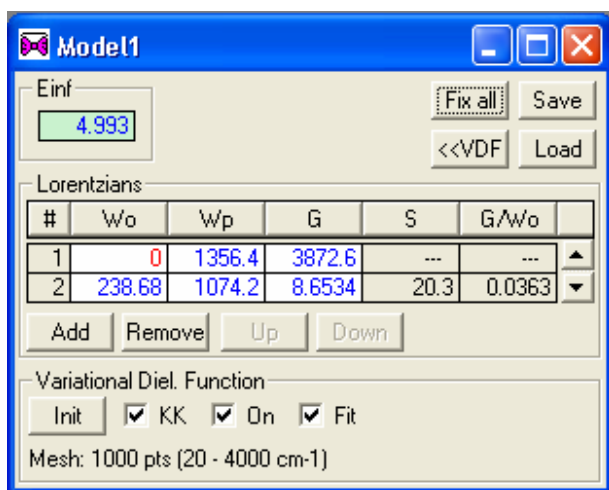 Model1
Einf
4.993
Fix all Save
<<VDF Load
Lorentzians
# Wo Wp G S G/Wo
1 0 1356.4 3872.6 --- ---
2 238.68 1074.2 8.6534 20.3 0.0363
Add Remove Up Down
Variational Diel. Function
Init KK On Fit
Mesh: 1000 pts (20 - 4000 cm-1)